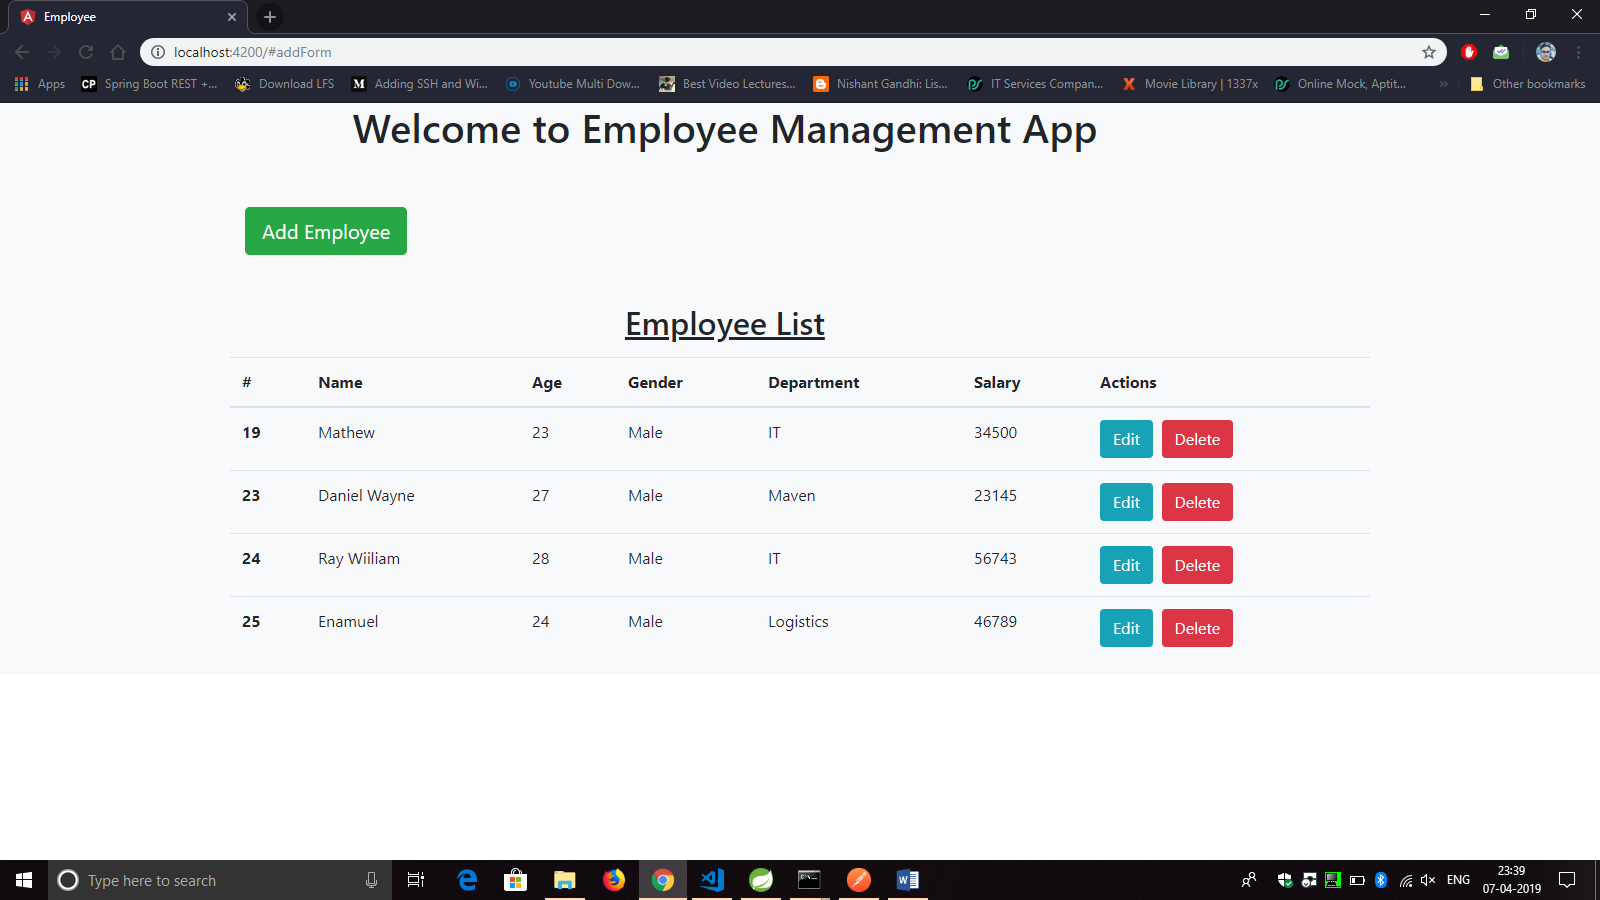 Employee
localhost:4200/#addForm
Apps CP Spring Boot REST +... Download LFS M Adding SSH and Wi... Youtube Multi Dow... Best Video Lectures... Nishant Gandhi: Lis... IT Services Compan... X Movie Library | 1337x Online Mock, Aptit... » Other bookmarks
Welcome to Employee Management App
Add Employee
Employee List
# Name Age Gender Department Salary Actions
19 Mathew 23 Male IT 34500 Edit Delete
23 Daniel Wayne 27 Male Maven 23145 Edit Delete
24 Ray Wiiliam 28 Male IT 56743 Edit Delete
25 Enamuel 24 Male Logistics 46789 Edit Delete
Type here to search
ENG
23:39
07-04-2019